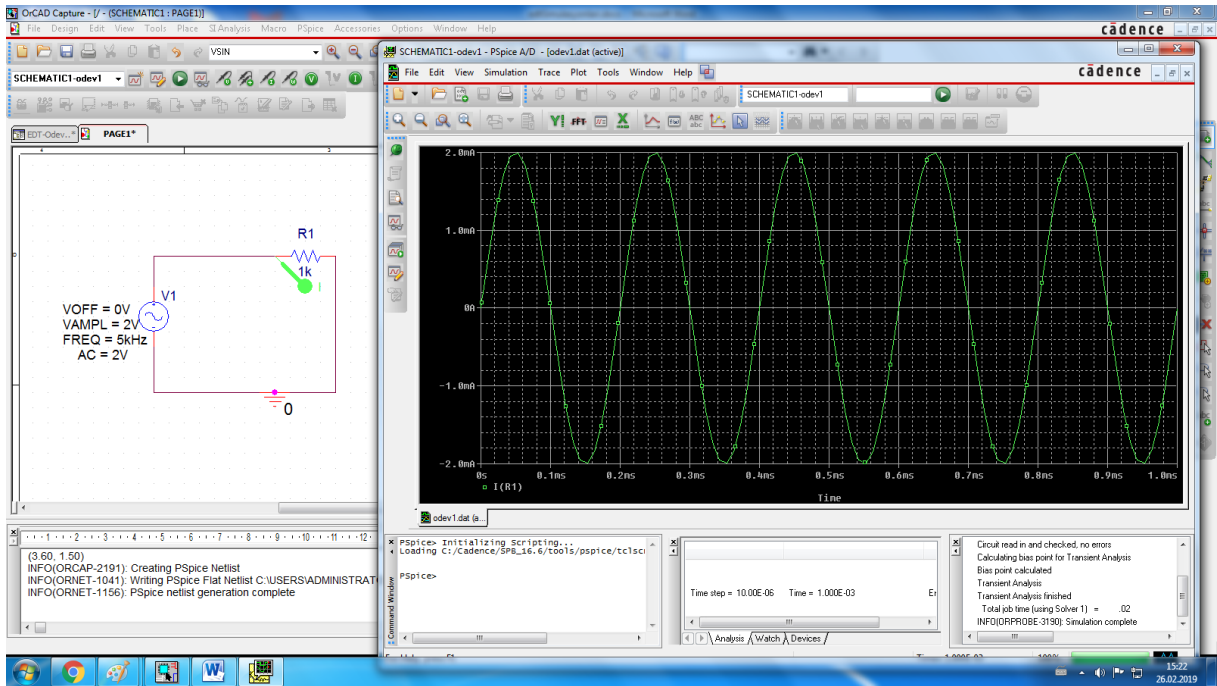 OrCAD Capture - [/ - (SCHEMATIC1 : PAGE1)]
File Design Edit View Tools Place SI Analysis Macro PSpice Accessories Options Window Help
cādence
VSIN
SCHEMATIC1-odev1
EDT-Odev..*
PAGE1*
R1
1k
I
V1
VOFF = 0V
VAMPL = 2V
FREQ = 5kHz
AC = 2V
0
(3.60, 1.50)
INFO(ORCAP-2191): Creating PSpice Netlist
INFO(ORNET-1041): Writing PSpice Flat Netlist C:\USERS\ADMINISTRAT
INFO(ORNET-1156): PSpice netlist generation complete
SCHEMATIC1-odev1 - PSpice A/D - [odev1.dat (active)]
File Edit View Simulation Trace Plot Tools Window Help
cādence
SCHEMATIC1-odev1
2.0mA
1.0mA
0A
-1.0mA
-2.0mA
0s 0.1ms 0.2ms 0.3ms 0.4ms 0.5ms 0.6ms 0.7ms 0.8ms 0.9ms 1.0ms
I(R1)
Time
odev1.dat (a...
PSpice> Initializing Scripting...
Loading C:/Cadence/SPB_16.6/tools/pspice/tclscr
PSpice>
Command Window
Time step = 10.00E-06 Time = 1.000E-03
Analysis Watch Devices
Circuit read in and checked, no errors
Calculating bias point for Transient Analysis
Bias point calculated
Transient Analysis
Transient Analysis finished
Total job time (using Solver 1) = .02
INFO(ORPROBE-3190): Simulation complete
15:22
26.02.2019